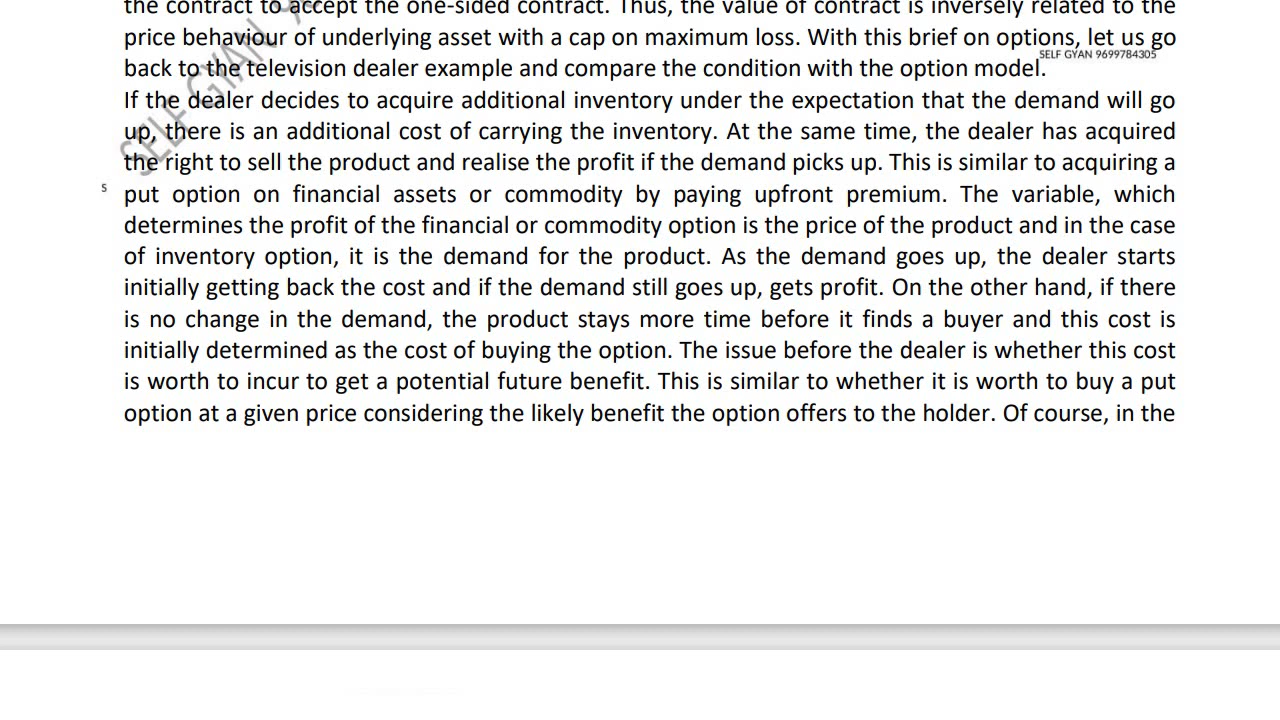 the contract to accept the one-sided contract. Thus, the value of contract is inversely related to the
price behaviour of underlying asset with a cap on maximum loss. With this brief on options, let us go
SELF GYAN 9699784305
back to the television dealer example and compare the condition with the option model.
If the dealer decides to acquire additional inventory under the expectation that the demand will go
up, there is an additional cost of carrying the inventory. At the same time, the dealer has acquired
the right to sell the product and realise the profit if the demand picks up. This is similar to acquiring a
5
put option on financial assets or commodity by paying upfront premium. The variable, which
determines the profit of the financial or commodity option is the price of the product and in the case
of inventory option, it is the demand for the product. As the demand goes up, the dealer starts
initially getting back the cost and if the demand still goes up, gets profit. On the other hand, if there
is no change in the demand, the product stays more time before it finds a buyer and this cost is
initially determined as the cost of buying the option. The issue before the dealer is whether this cost
is worth to incur to get a potential future benefit. This is similar to whether it is worth to buy a put
option at a given price considering the likely benefit the option offers to the holder. Of course, in the
SELF GYAN